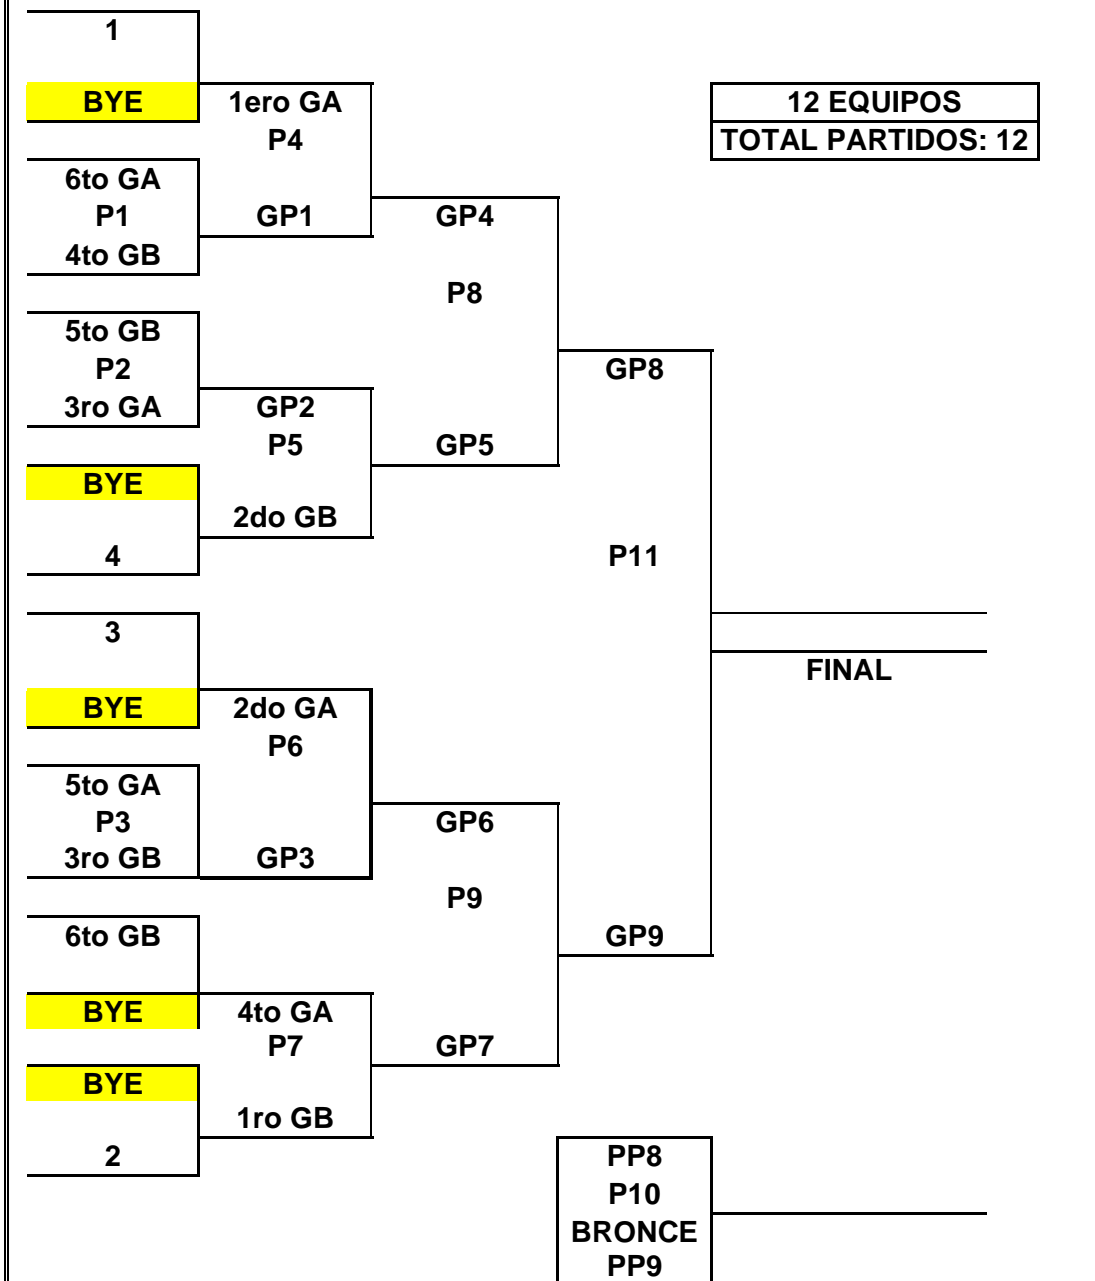 1
BYE
1ero GA
12 EQUIPOS
P4
TOTAL PARTIDOS: 12
6to GA
P1
GP1
GP4
4to GB
P8
5to GB
P2
GP8
3ro GA
GP2
P5
GP5
BYE
2do GB
4
P11
3
FINAL
BYE
2do GA
P6
5to GA
P3
GP6
3ro GB
GP3
P9
6to GB
GP9
BYE
4to GA
P7
GP7
BYE
1ro GB
2
PP8
P10
BRONCE
PP9